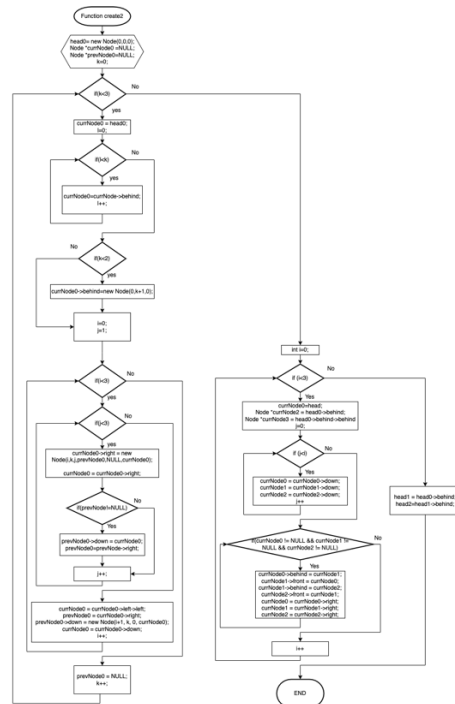 Function create2
head0= new Node(0,0,0);
Node *currNode0 =NULL;
Node *prevNode0=NULL;
k=0;
if(k<3)
No
yes
currNode0 = head0;
i=0;
if(i<k)
No
yes
currNode0=currNode->behind;
i++;
No
if(k<2)
yes
currNode0->behind=new Node(0,k+1,0);
i=0;
j=1;
if(i<3)
No
yes
if(j<3)
No
yes
currNode0->right = new
Node(i,k,j,prevNode0,NULL,currNode0);
currNode0 = currNode0->right;
if(prevNode!=NULL)
No
Yes
prevNode0->down = currNode0;
prevNode0=prevNode->right;
j++;
currNode0 = currNode0->left->left;
prevNode0 = currNode0->right;
prevNode0->down = new Node(i+1, k, 0, currNode0);
currNode0 = currNode0->down;
i++;
prevNode0 = NULL;
k++;
int i=0;
if (i<3)
No
Yes
currNode0=head;
Node *currNode2 = head0->behind;
Node *currNode3 = head0->behind->behind
j=0;
if (j<i)
No
Yes
currNode0 = currNode0->down;
currNode1 = currNode1->down;
currNode2 = currNode2->down;
j++
if(currNode0 != NULL && currNode1 !=
NULL && currNode2 != NULL)
No
Yes
currNode0->behind = currNode1;
currNode1->front = currNode0;
currNode1->behind = currNode2;
currNode2->front = currNode1;
currNode0 = currNode0->right;
currNode1 = currNode1->right;
currNode2 = currNode2->right;
i++
head1 = head0->behind;
head2=head1->behind;
END